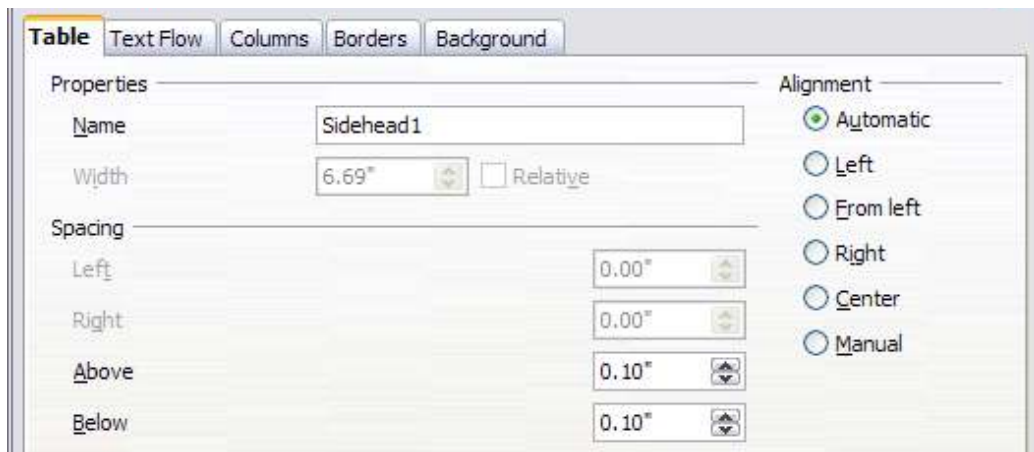 Table Text Flow Columns Borders Background
Properties
Name Sidehead1
Width 6.69" Relative
Spacing
Left 0.00"
Right 0.00"
Above 0.10"
Below 0.10"
Alignment
Automatic
Left
From left
Right
Center
Manual